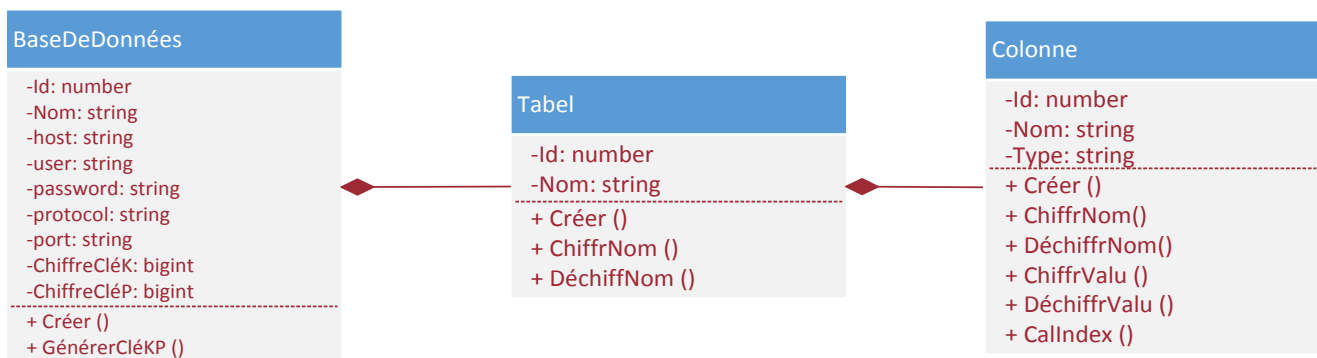 BaseDeDonnées
-Id: number
-Nom: string
-host: string
-user: string
-password: string
-protocol: string
-port: string
-ChiffreCléK: bigint
-ChiffreCléP: bigint
+ Créer ()
+ GénérerCléKP ()
Tabel
-Id: number
-Nom: string
+ Créer ()
+ ChiffrNom ()
+ DéchiffNom ()
Colonne
-Id: number
-Nom: string
-Type: string
+ Créer ()
+ ChiffrNom()
+ DéchiffrNom()
+ ChiffrValu ()
+ DéchiffrValu ()
+ CalIndex ()